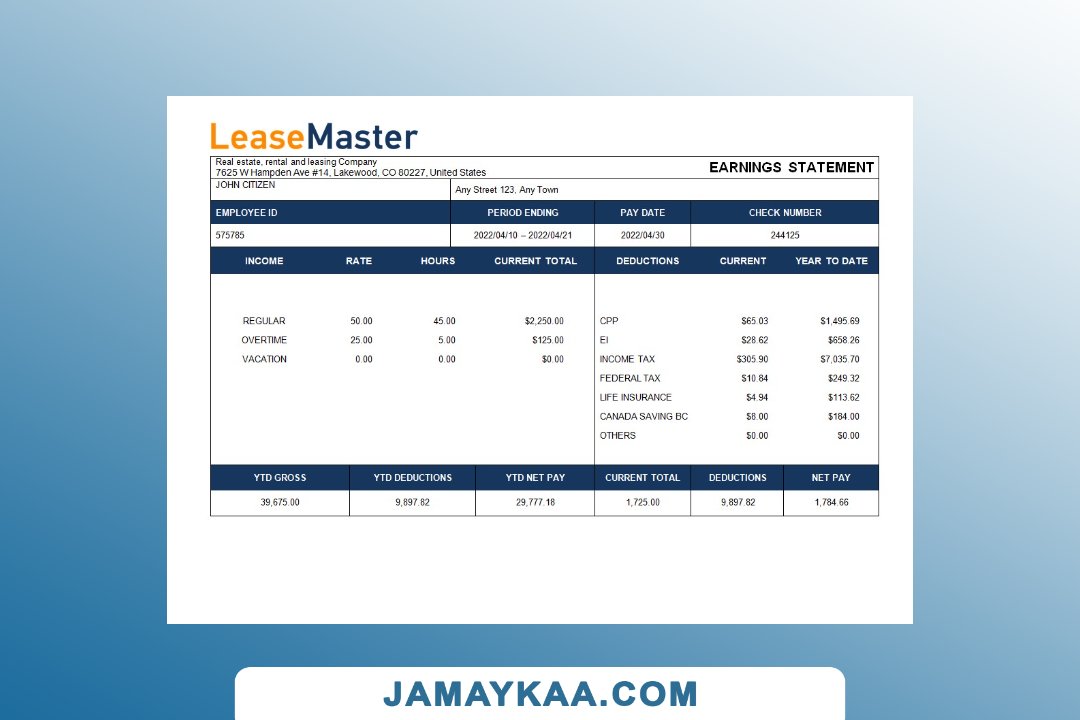 LeaseMaster
Real estate, rental and leasing Company
7625 W Hampden Ave #14, Lakewood, CO 80227, United States
EARNINGS STATEMENT
JOHN CITIZEN
Any Street 123, Any Town
EMPLOYEE ID PERIOD ENDING PAY DATE CHECK NUMBER
575785 2022/04/10 – 2022/04/21 2022/04/30 244125
INCOME RATE HOURS CURRENT TOTAL DEDUCTIONS CURRENT YEAR TO DATE
REGULAR 50.00 45.00 $2,250.00 CPP $65.03 $1,495.69
OVERTIME 25.00 5.00 $125.00 EI $28.62 $658.26
VACATION 0.00 0.00 $0.00 INCOME TAX $305.90 $7,035.70
FEDERAL TAX $10.84 $249.32
LIFE INSURANCE $4.94 $113.62
CANADA SAVING BC $8.00 $184.00
OTHERS $0.00 $0.00
YTD GROSS YTD DEDUCTIONS YTD NET PAY CURRENT TOTAL DEDUCTIONS NET PAY
39,675.00 9,897.82 29,777.18 1,725.00 9,897.82 1,784.66
JAMAYKAA.COM